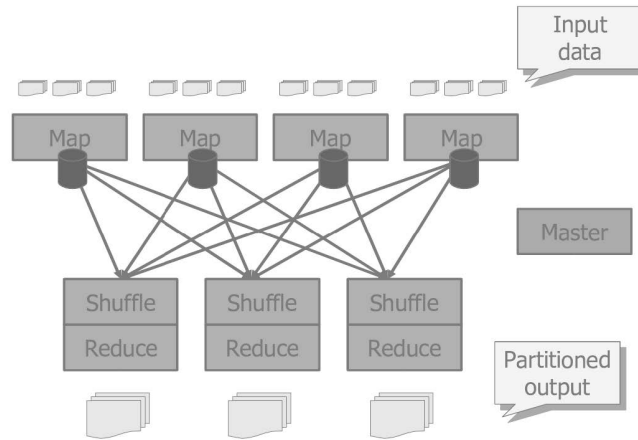 Input
data
Map Map Map Map
Master
Shuffle Shuffle Shuffle
Reduce Reduce Reduce
Partitioned
output